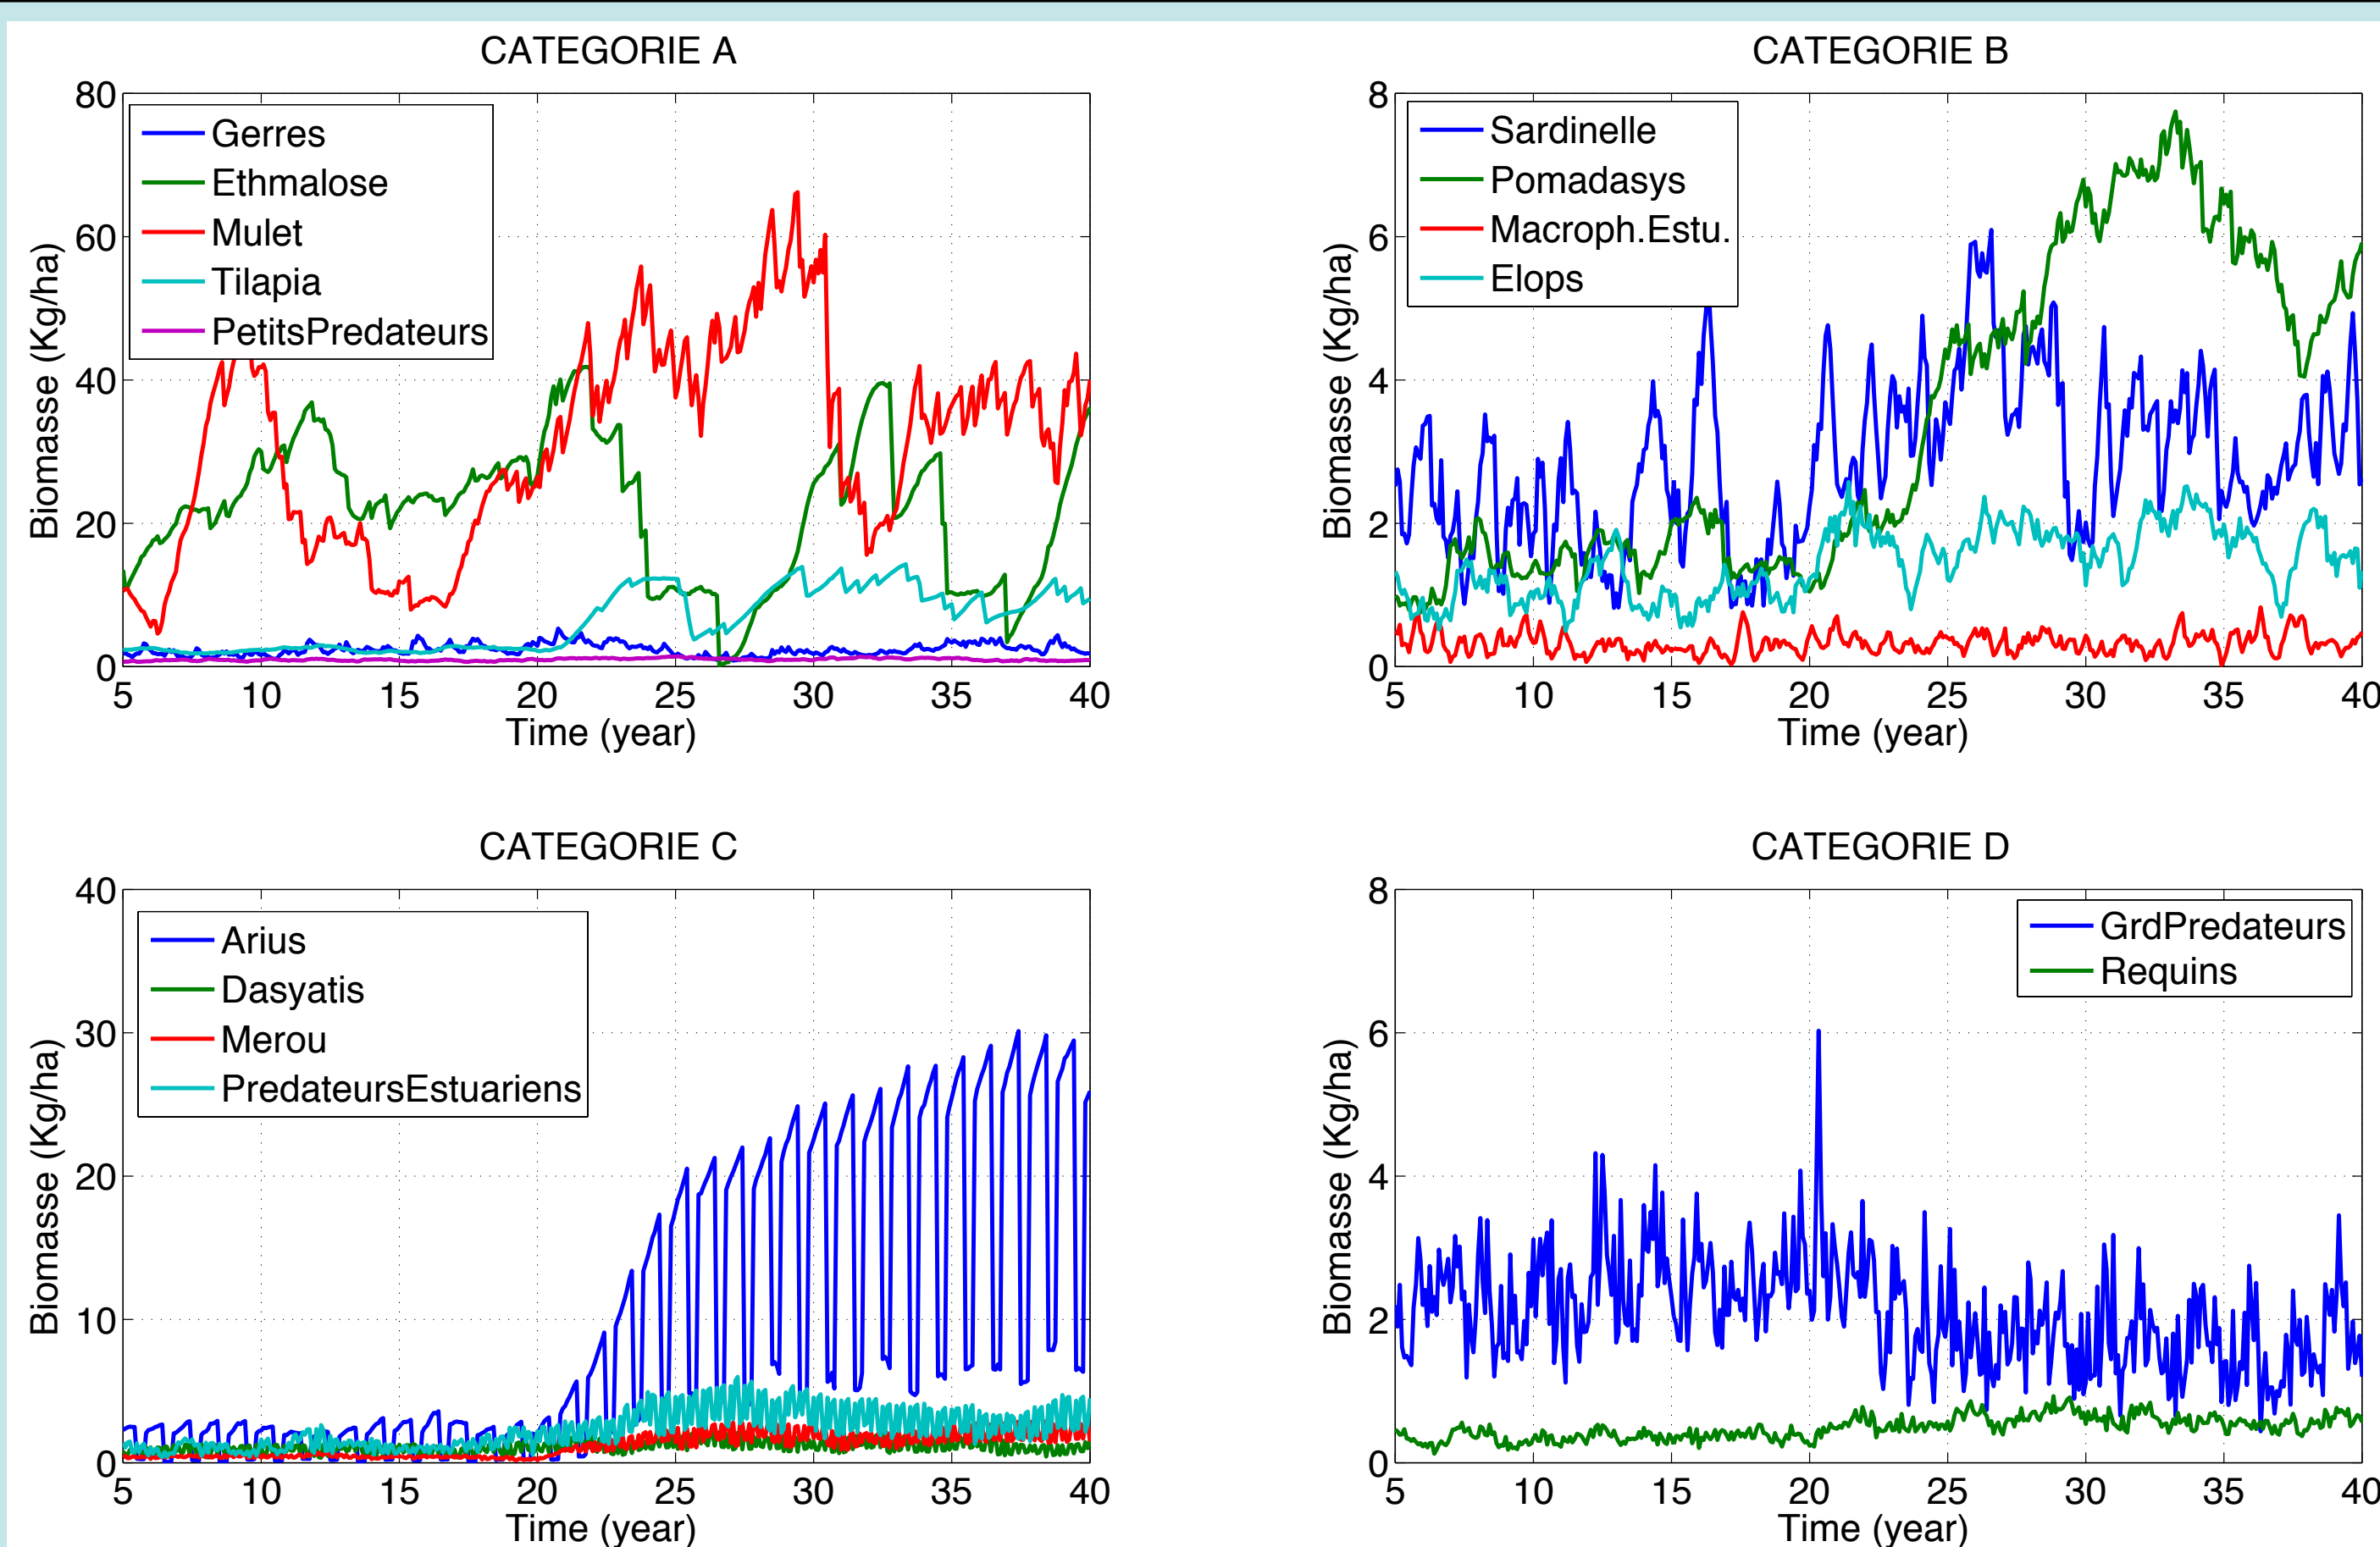 CATEGORIE A
80
60
40
20
0
Biomasse (Kg/ha)
Gerres
Ethmalose
Mulet
Tilapia
PetitsPredateurs
5 10 15 20 25 30 35 40
Time (year)
CATEGORIE B
8
6
4
2
0
Biomasse (Kg/ha)
Sardinelle
Pomadasys
Macroph.Estu.
Elops
5 10 15 20 25 30 35 40
Time (year)
CATEGORIE C
40
30
20
10
0
Biomasse (Kg/ha)
Arius
Dasyatis
Merou
PredateursEstuariens
5 10 15 20 25 30 35 40
Time (year)
CATEGORIE D
8
6
4
2
0
Biomasse (Kg/ha)
GrdPredateurs
Requins
5 10 15 20 25 30 35 40
Time (year)